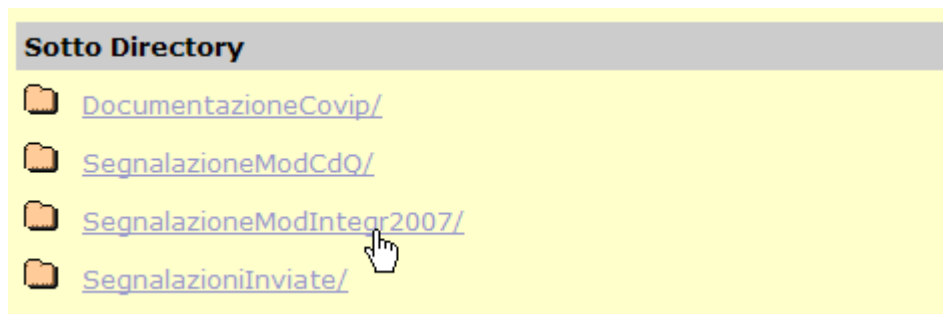 Sotto Directory
DocumentazioneCovip/
SegnalazioneModCdQ/
SegnalazioneModIntegr2007/
SegnalazioniInviate/